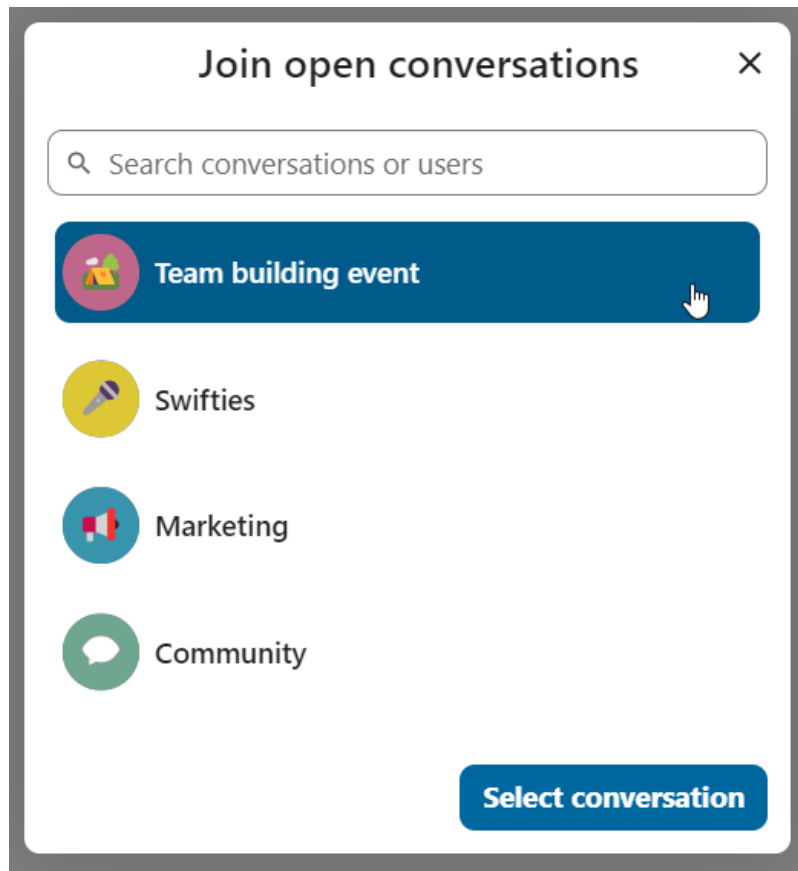 Join open conversations
Search conversations or users
Team building event
Swifties
Marketing
Community
Select conversation